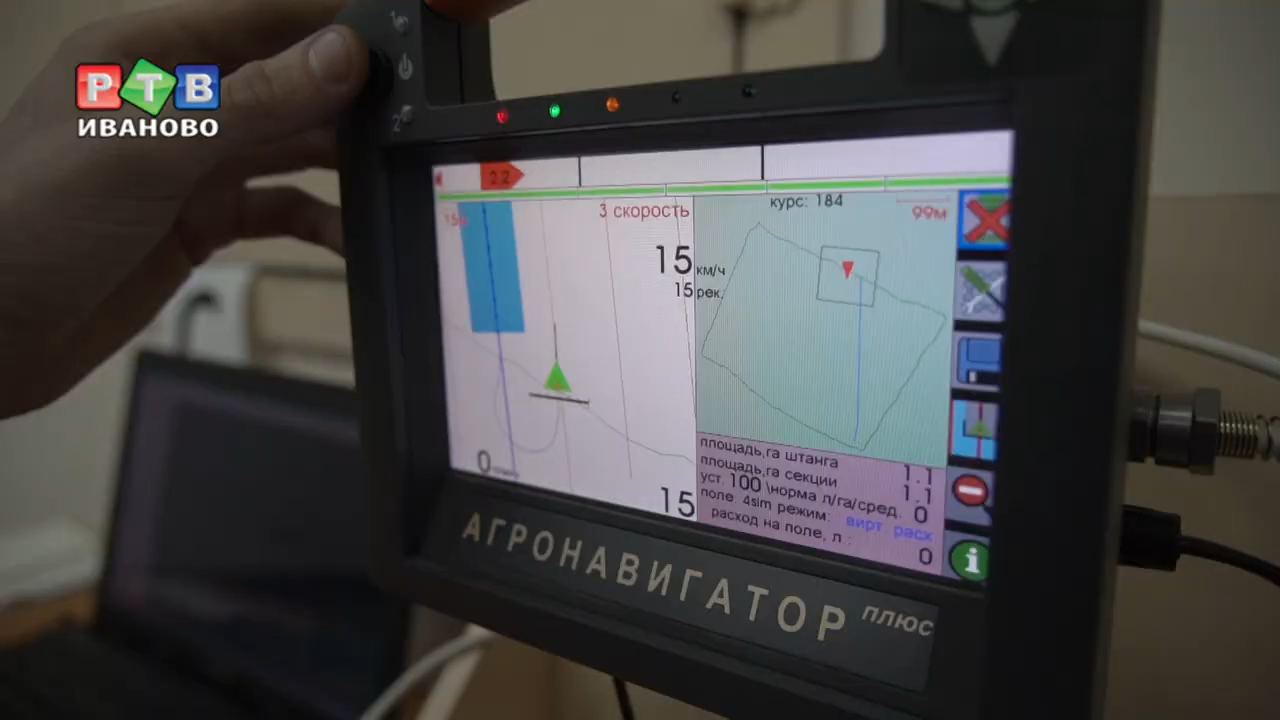 РТВ
ИВАНОВО
2
2.2
15м
3 скорость
15 км/ч
15 рек.
0
15
курс: 184
99м
площадь,га штанга 1.1
площадь,га секции 1.1
уст. 100 \норма л/га/сред. 0
поле: 4sim режим: вирт расх
расход на поле, л : 0
i
АГРОНАВИГАТОР плюс